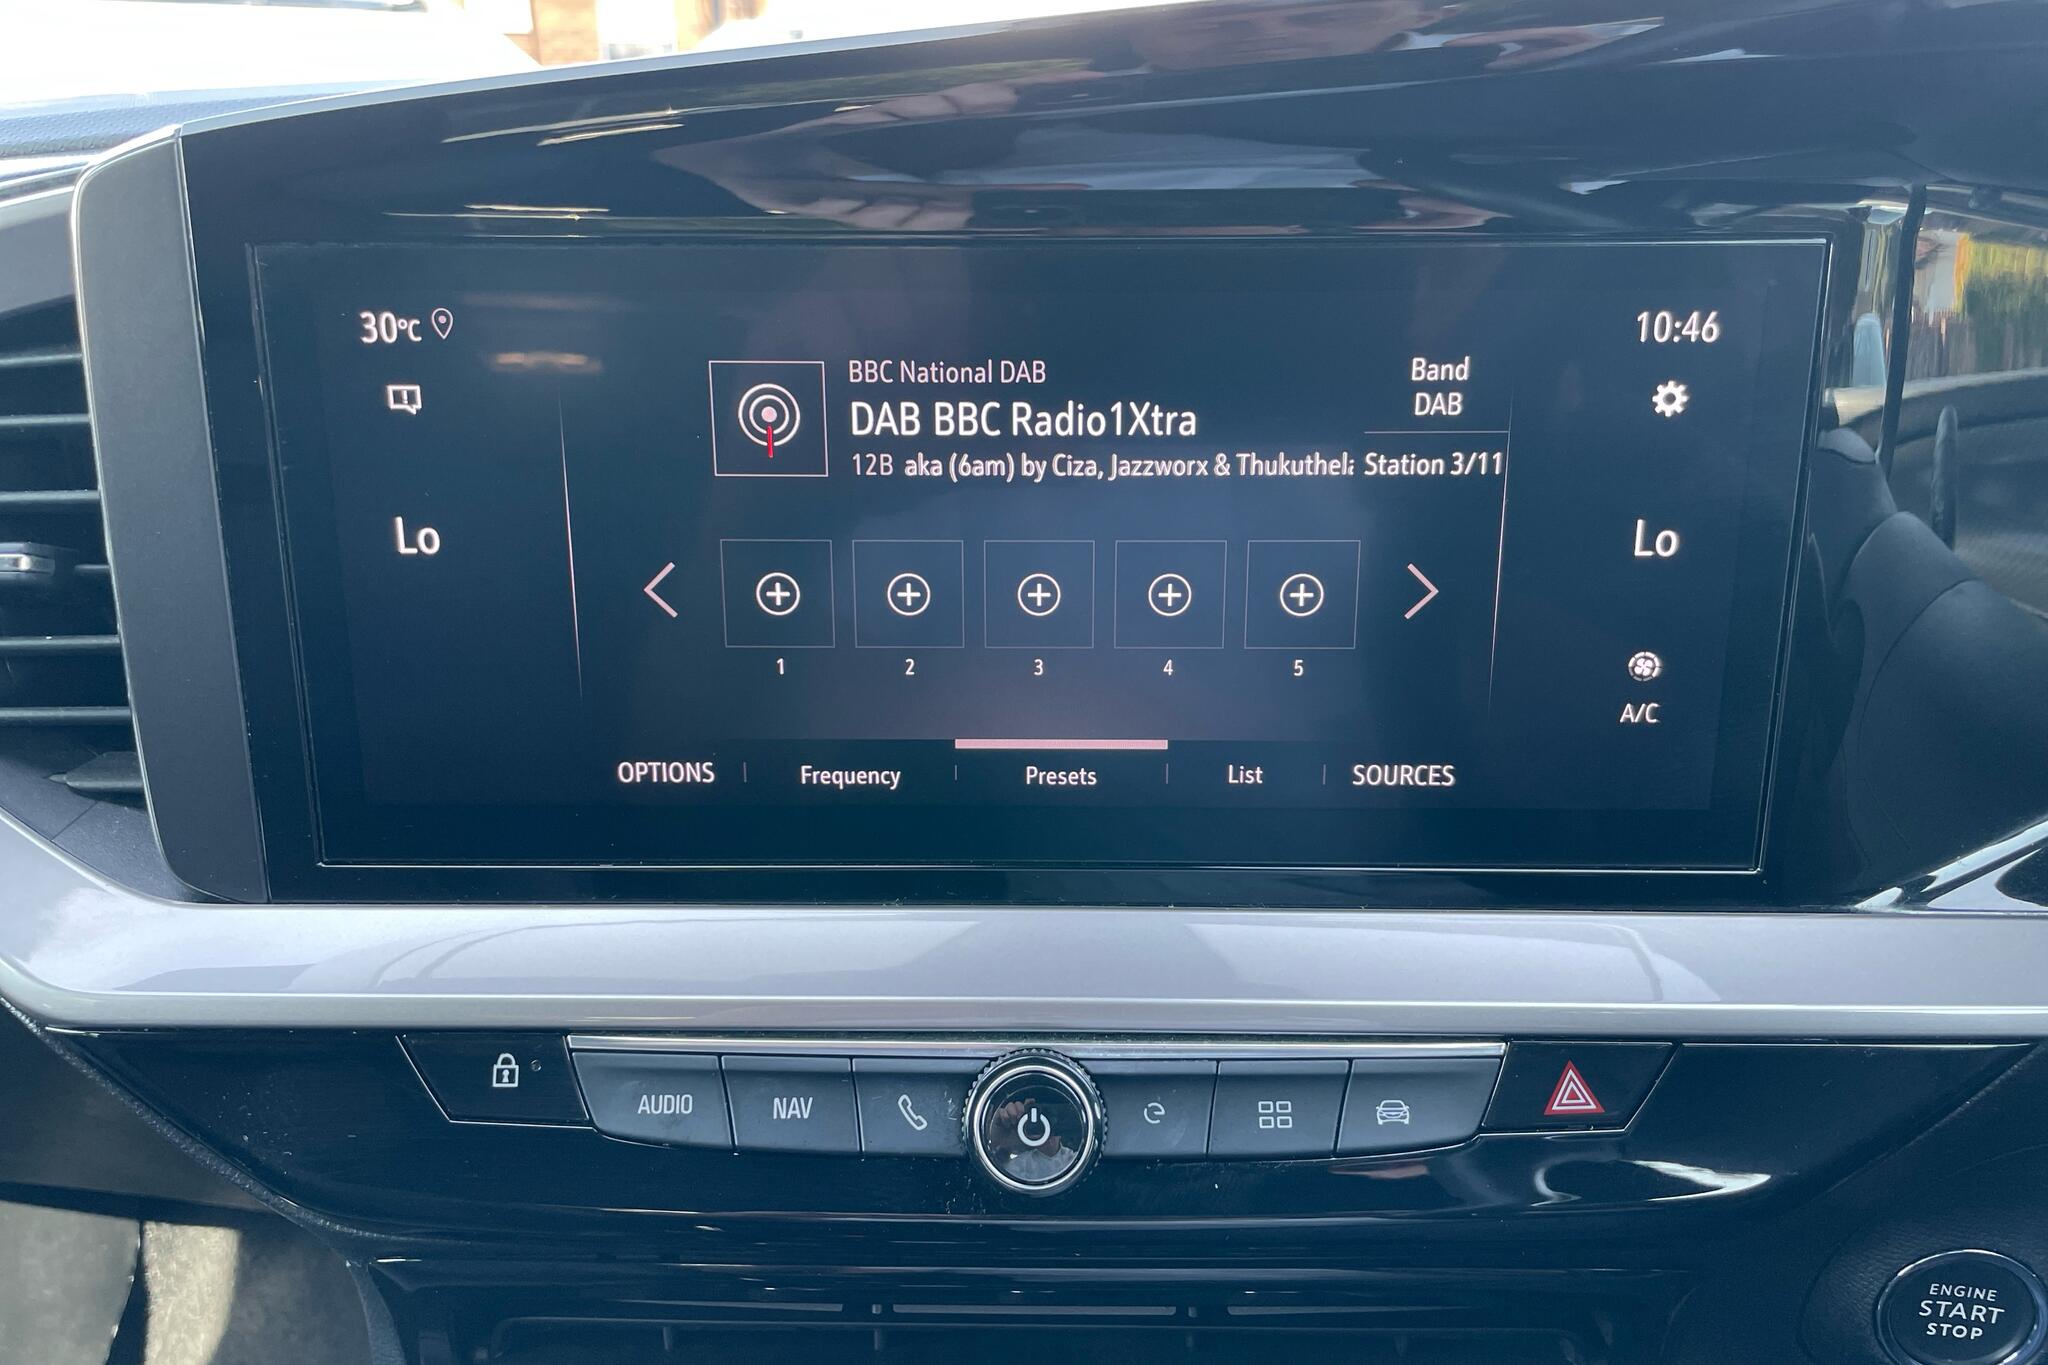 30°C
10:46
BBC National DAB
Band
DAB
DAB BBC Radio1Xtra
12B aka (6am) by Ciza, Jazzworx & Thukuthela
Station 3/11
Lo
Lo
1 2 3 4 5
A/C
OPTIONS
Frequency
Presets
List
SOURCES
AUDIO
NAV
ENGINE
START
STOP